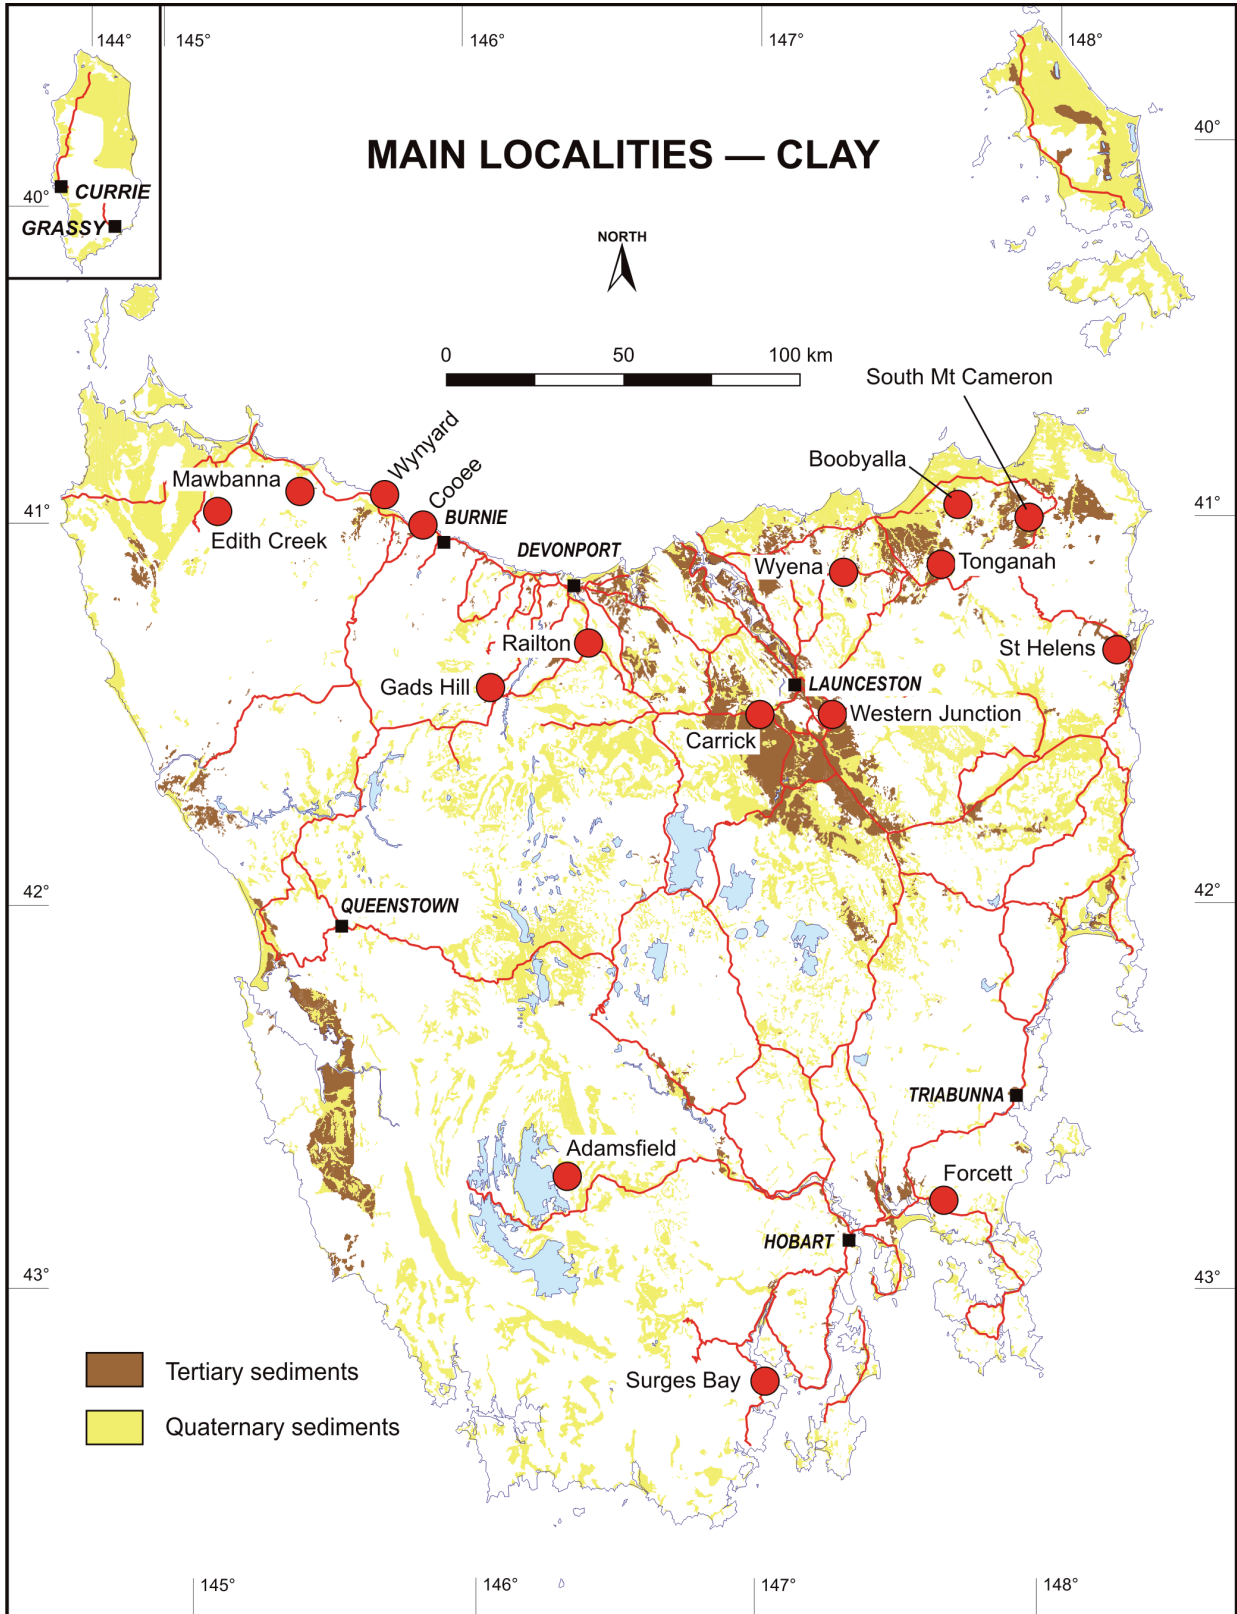 144°
145°
146°
147°
148°
40°
MAIN LOCALITIES — CLAY
CURRIE
40°
GRASSY
NORTH
0 50 100 km
South Mt Cameron
Wynyard
Boobyalla
Mawbanna
Cooee
BURNIE
41°
41°
Edith Creek
DEVONPORT
Wyena
Tonganah
Railton
St Helens
Gads Hill
LAUNCESTON
Western Junction
Carrick
42°
42°
QUEENSTOWN
TRIABUNNA
Adamsfield
Forcett
HOBART
43°
43°
Tertiary sediments
Surges Bay
Quaternary sediments
145°
146°
147°
148°